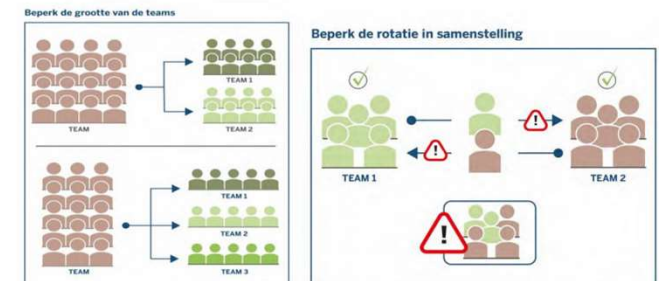 Beperk de grootte van de teams
TEAM
TEAM 1
TEAM 2
TEAM
TEAM 1
TEAM 2
TEAM 3
Beperk de rotatie in samenstelling
!
!
TEAM 1
TEAM 2
!